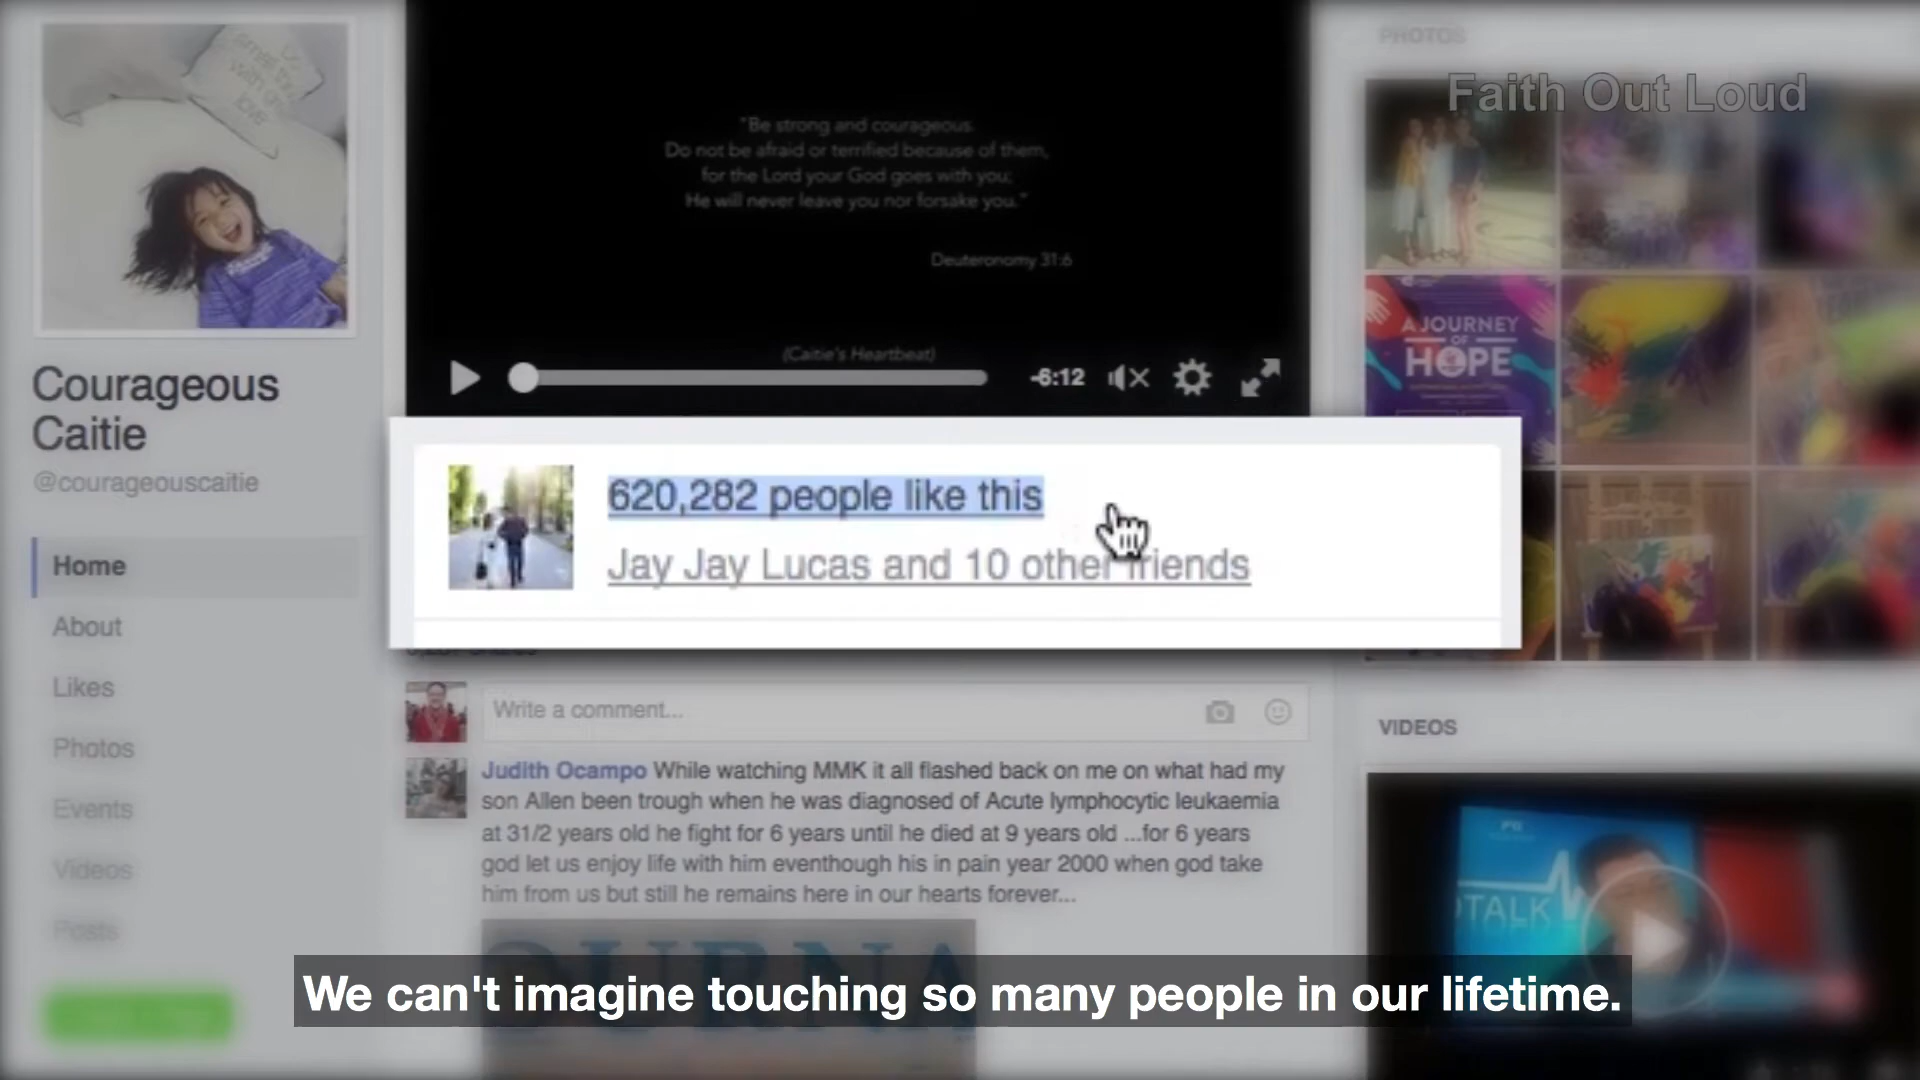 PHOTOS
Faith Out Loud
"Be strong and courageous.
Do not be afraid or terrified because of them,
for the Lord your God goes with you;
He will never leave you nor forsake you."
Deuteronomy 31:6
(Caitie's Heartbeat)
-6:12
Courageous
Caitie
@courageouscaitie
Home
About
Likes
Photos
Events
Videos
Posts
A JOURNEY
OF
HOPE
620,282 people like this
Jay Jay Lucas and 10 other friends
Write a comment...
Judith Ocampo While watching MMK it all flashed back on me on what had my
son Allen been trough when he was diagnosed of Acute lymphocytic leukaemia
at 31/2 years old he fight for 6 years until he died at 9 years old ...for 6 years
god let us enjoy life with him eventhough his in pain year 2000 when god take
him from us but still he remains here in our hearts forever...
VIDEOS
TALK
We can't imagine touching so many people in our lifetime.